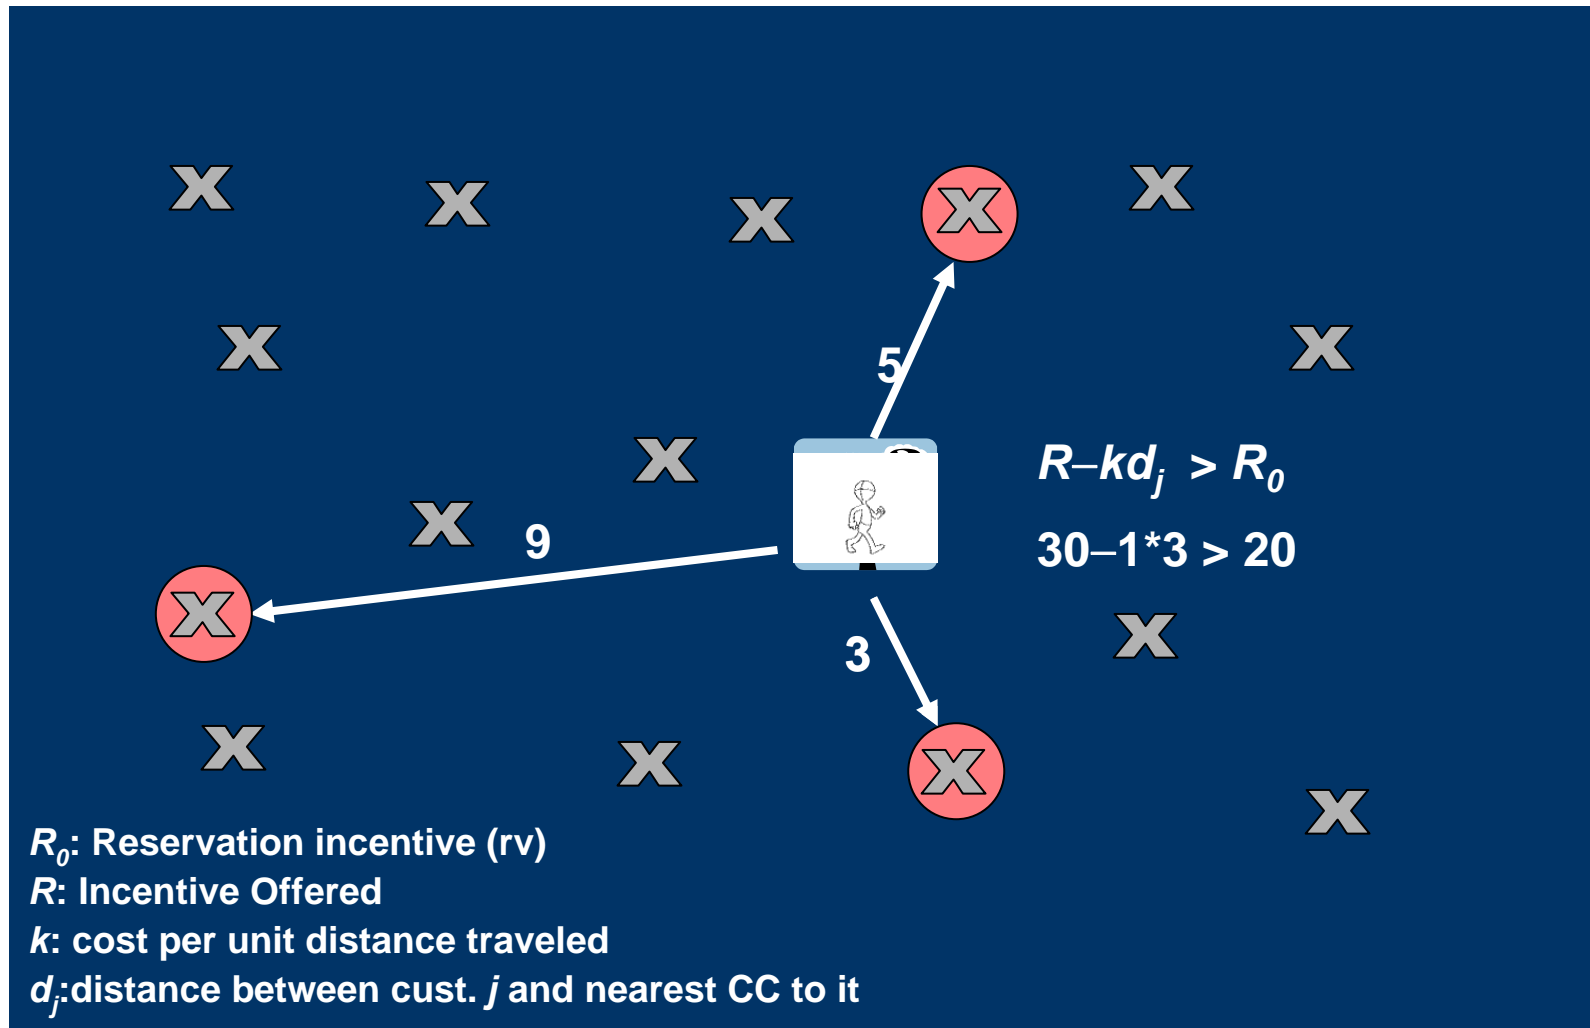 5
R–kdj > R0
9
30–1*3 > 20
3
R0: Reservation incentive (rv)
R: Incentive Offered
k: cost per unit distance traveled
dj:distance between cust. j and nearest CC to it